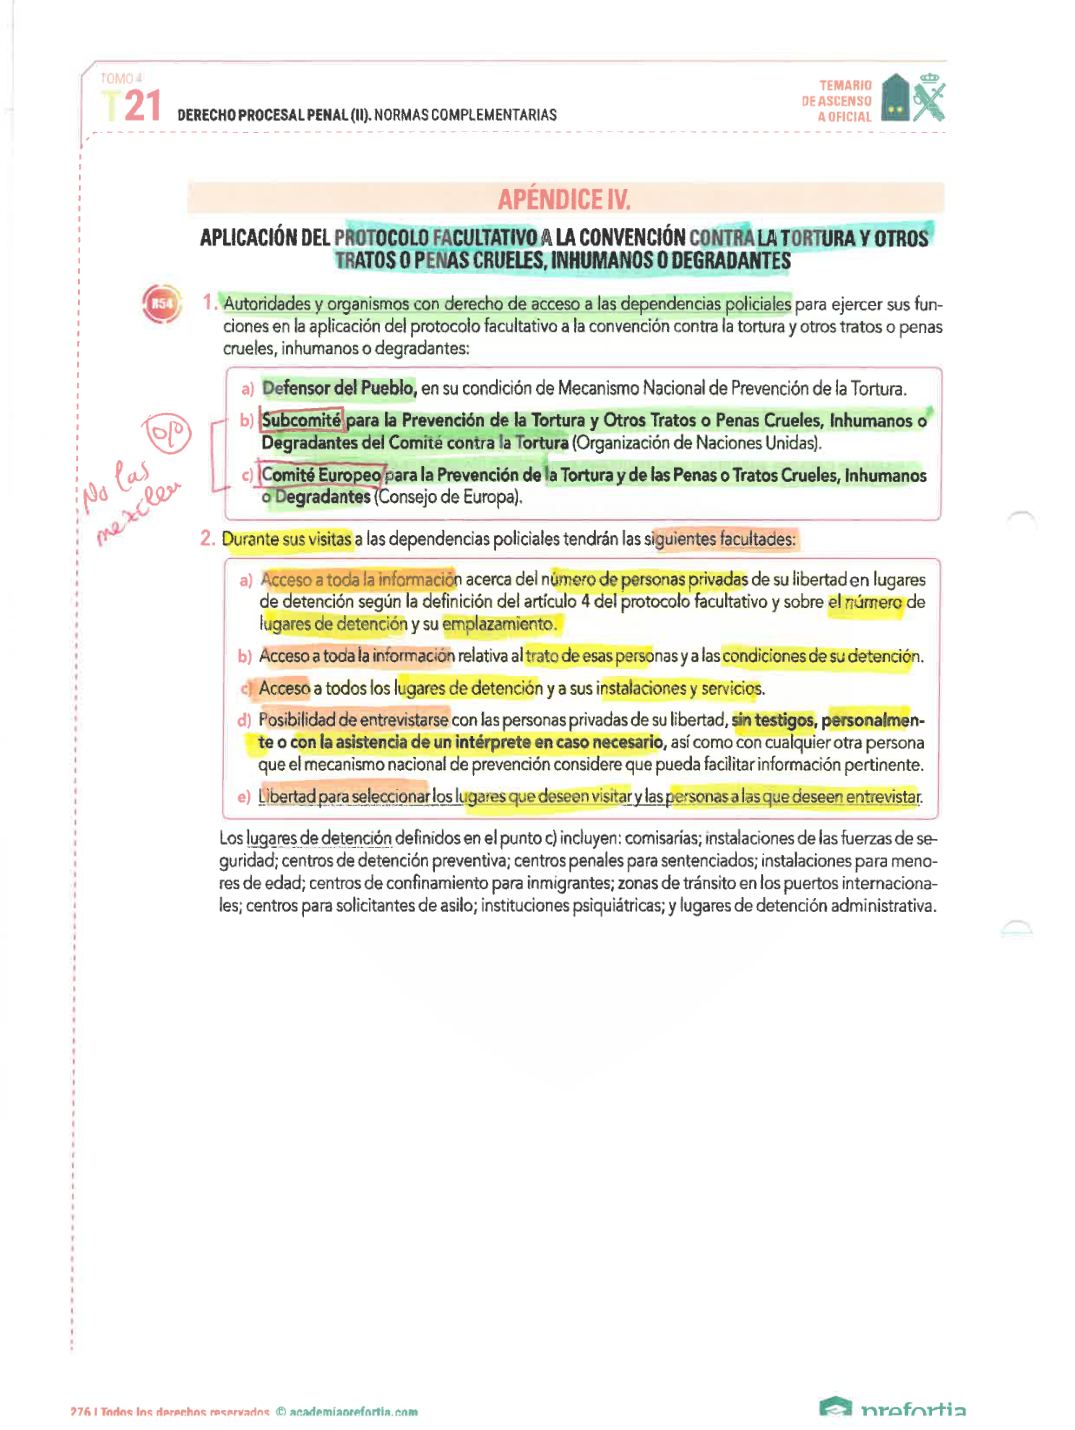 TOMO 4
T21
DERECHO PROCESAL PENAL (II). NORMAS COMPLEMENTARIAS
TEMARIO
DE ASCENSO
A OFICIAL
APÉNDICE IV.
APLICACIÓN DEL PROTOCOLO FACULTATIVO A LA CONVENCIÓN CONTRA LA TORTURA Y OTROS
TRATOS O PENAS CRUELES, INHUMANOS O DEGRADANTES
R54
1. Autoridades y organismos con derecho de acceso a las dependencias policiales para ejercer sus fun-
ciones en la aplicación del protocolo facultativo a la convención contra la tortura y otros tratos o penas
crueles, inhumanos o degradantes:
a) Defensor del Pueblo, en su condición de Mecanismo Nacional de Prevención de la Tortura.
b) Subcomité para la Prevención de la Tortura y Otros Tratos o Penas Crueles, Inhumanos o
Degradantes del Comité contra la Tortura (Organización de Naciones Unidas).
c) Comité Europeo para la Prevención de la Tortura y de las Penas o Tratos Crueles, Inhumanos
o Degradantes (Consejo de Europa).
ojo
No las
mezclen
2. Durante sus visitas a las dependencias policiales tendrán las siguientes facultades:
a) Acceso a toda la información acerca del número de personas privadas de su libertad en lugares
de detención según la definición del artículo 4 del protocolo facultativo y sobre el número de
lugares de detención y su emplazamiento.
b) Acceso a toda la información relativa al trato de esas personas y a las condiciones de su detención.
c) Acceso a todos los lugares de detención y a sus instalaciones y servicios.
d) Posibilidad de entrevistarse con las personas privadas de su libertad, sin testigos, personalmen-
te o con la asistencia de un intérprete en caso necesario, así como con cualquier otra persona
que el mecanismo nacional de prevención considere que pueda facilitar información pertinente.
e) Libertad para seleccionar los lugares que deseen visitar y las personas a las que deseen entrevistar.
Los lugares de detención definidos en el punto c) incluyen: comisarías; instalaciones de las fuerzas de se-
guridad; centros de detención preventiva; centros penales para sentenciados; instalaciones para meno-
res de edad; centros de confinamiento para inmigrantes; zonas de tránsito en los puertos internaciona-
les; centros para solicitantes de asilo; instituciones psiquiátricas; y lugares de detención administrativa.
276 | Todos los derechos reservados © academiaprefortia.com
prefortia